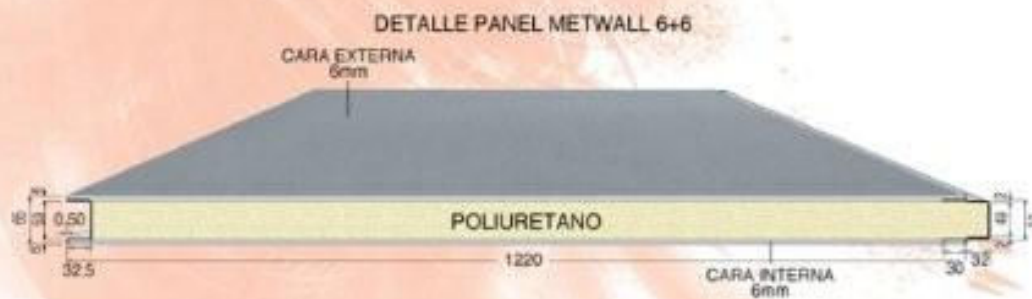 DETALLE PANEL METWALL 6+6
CARA EXTERNA
6mm
0,50
POLIURETANO
32.5
1220
30
32
CARA INTERNA
6mm